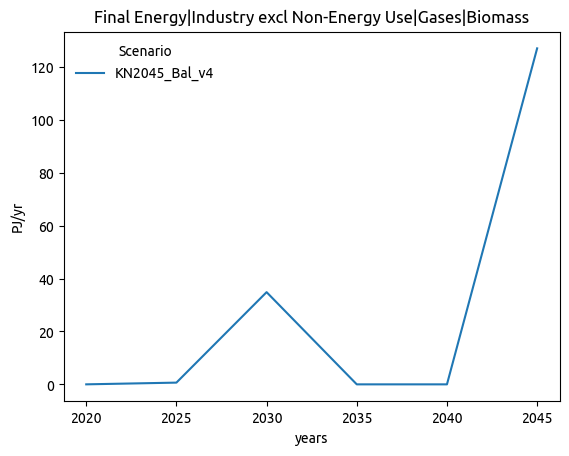 Final Energy|Industry excl Non-Energy Use|Gases|Biomass
Scenario
KN2045_Bal_v4
PJ/yr
120
100
80
60
40
20
0
2020 2025 2030 2035 2040 2045
years